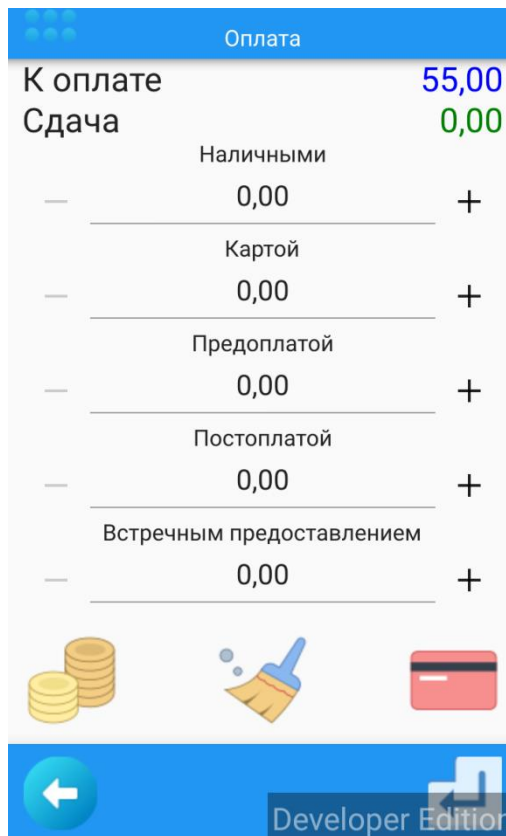 Оплата
К оплате 55,00
Сдача 0,00
Наличными
— 0,00 +
Картой
— 0,00 +
Предоплатой
— 0,00 +
Постоплатой
— 0,00 +
Встречным предоставлением
— 0,00 +
Developer Edition